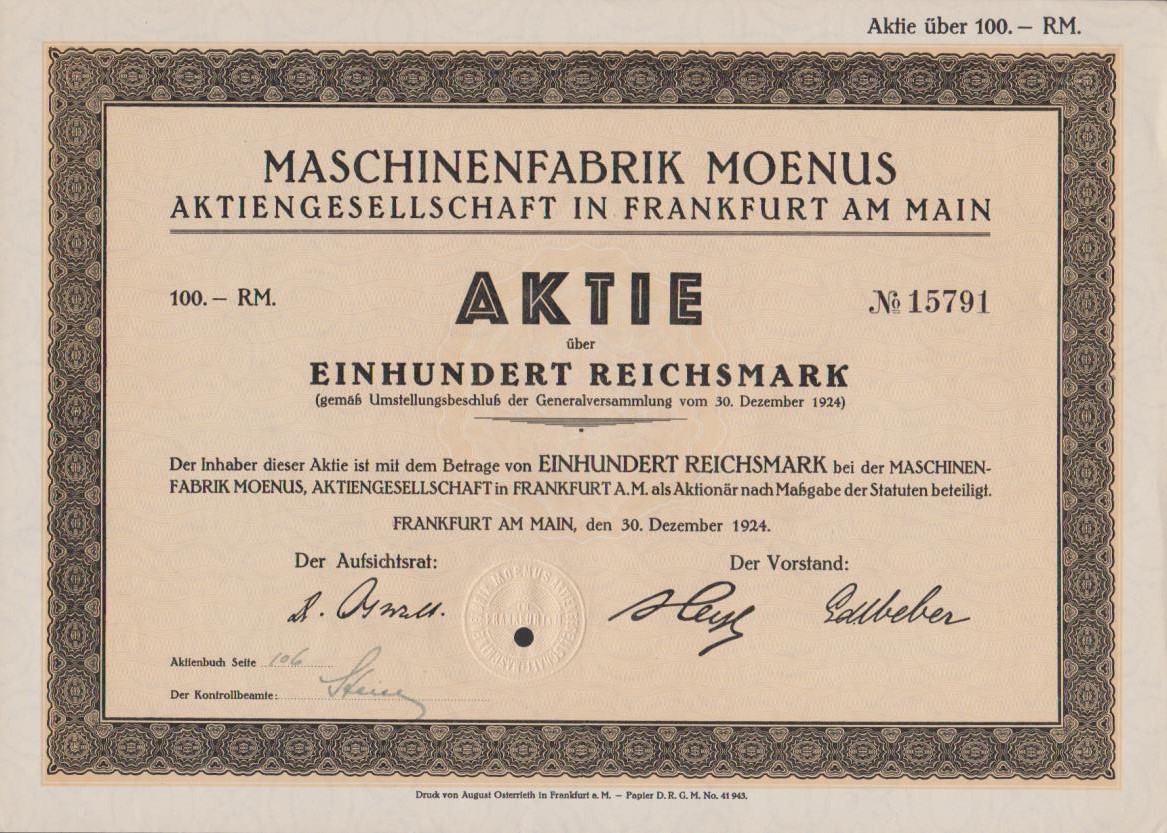 Aktie über 100.— RM.
MASCHINENFABRIK MOENUS
AKTIENGESELLSCHAFT IN FRANKFURT AM MAIN
100.— RM.
AKTIE
№ 15791
über
EINHUNDERT REICHSMARK
(gemäß Umstellungsbeschluß der Generalversammlung vom 30. Dezember 1924)
Der Inhaber dieser Aktie ist mit dem Betrage von EINHUNDERT REICHSMARK bei der MASCHINEN-
FABRIK MOENUS, AKTIENGESELLSCHAFT in FRANKFURT A.M. als Aktionär nach Maßgabe der Statuten beteiligt.
FRANKFURT AM MAIN, den 30. Dezember 1924.
Der Aufsichtsrat:
Der Vorstand:
Aktienbuch Seite 106
Der Kontrollbeamte:
Druck von August Osterrieth in Frankfurt a. M. — Papier D. R. G. M. No. 41 943.